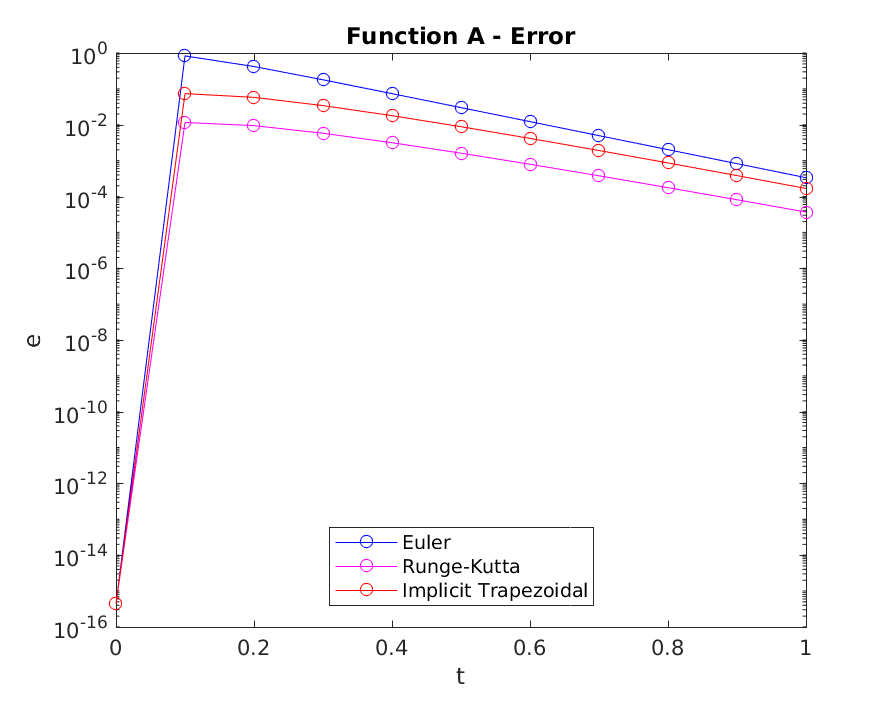 Function A - Error
10^0
10^-2
10^-4
10^-6
10^-8
10^-10
10^-12
10^-14
10^-16
e
0
0.2
0.4
0.6
0.8
1
t
Euler
Runge-Kutta
Implicit Trapezoidal